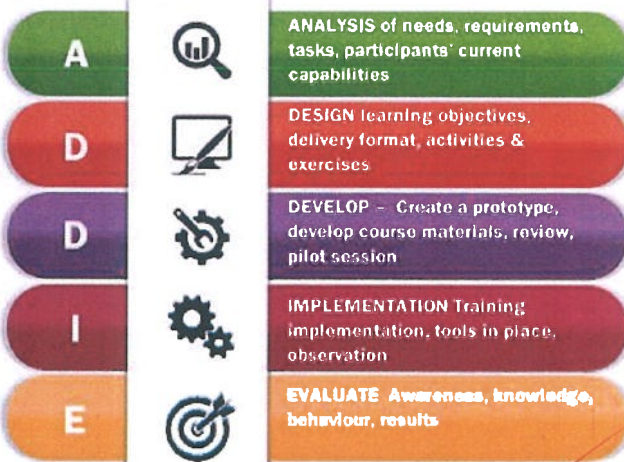 A
ANALYSIS of needs, requirements,
tasks, participants' current
capabilities
D
DESIGN learning objectives,
delivery format, activities &
exercises
D
DEVELOP – Create a prototype,
develop course materials, review,
pilot session
I
IMPLEMENTATION Training
implementation, tools in place,
observation
E
EVALUATE Awareness, knowledge,
behaviour, results